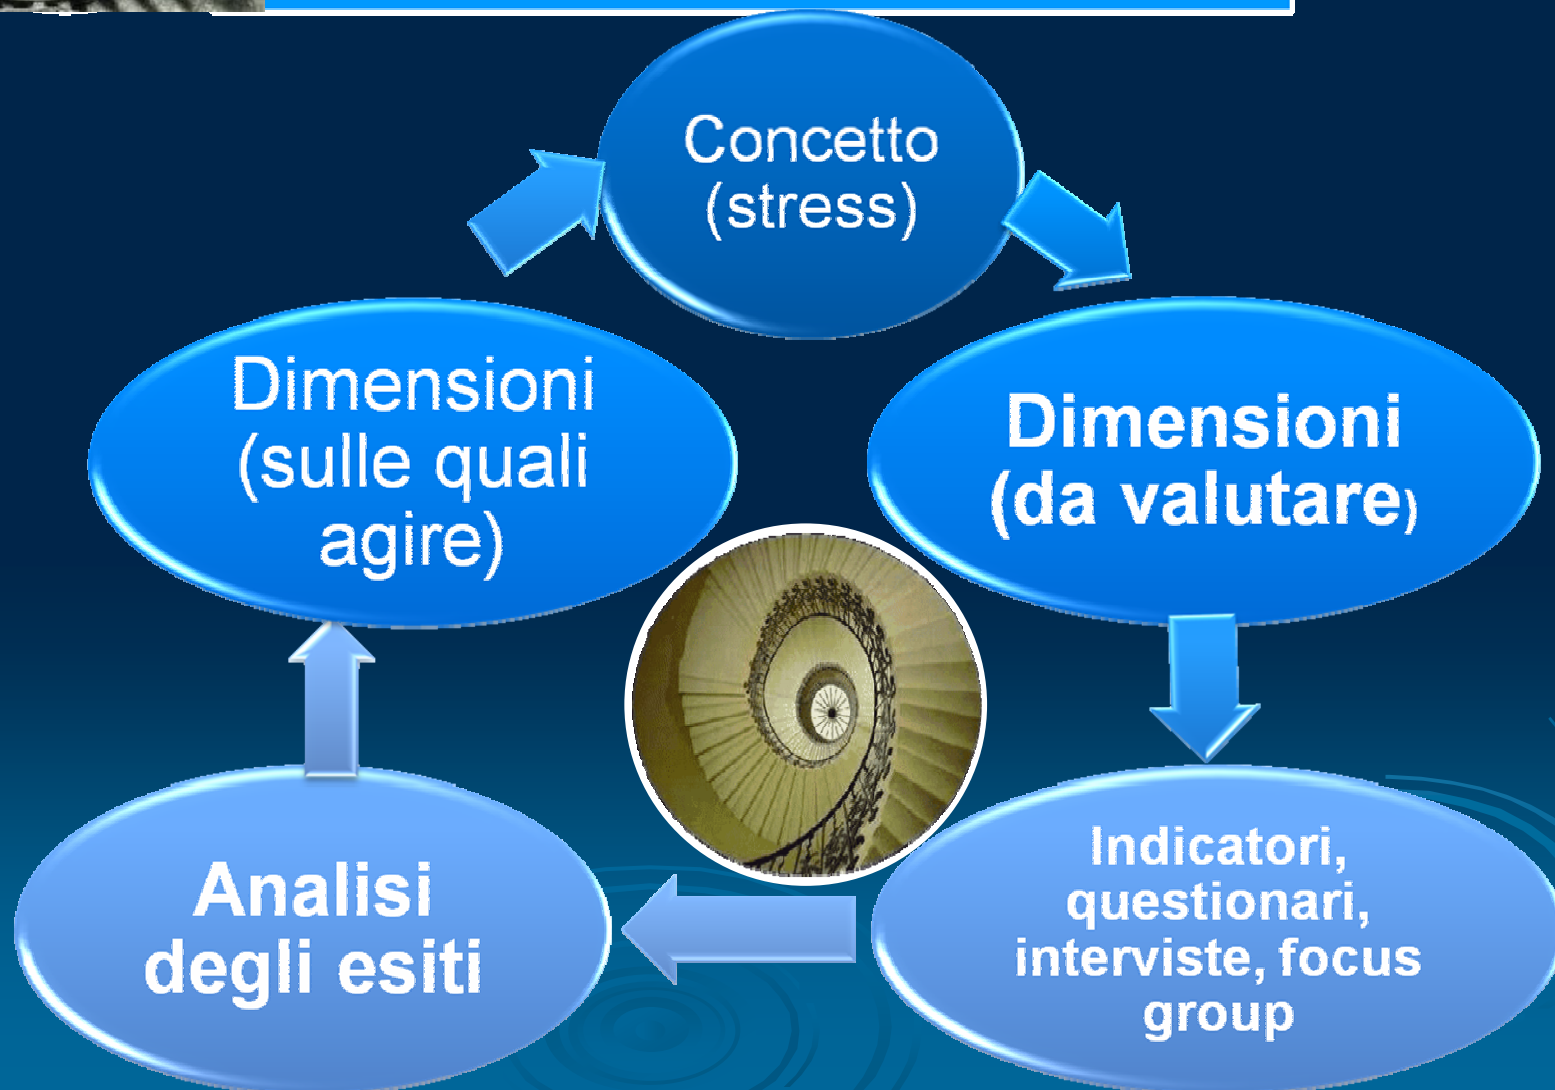 Concetto
(stress)
Dimensioni
(da valutare)
Indicatori,
questionari,
interviste, focus
group
Analisi
degli esiti
Dimensioni
(sulle quali
agire)